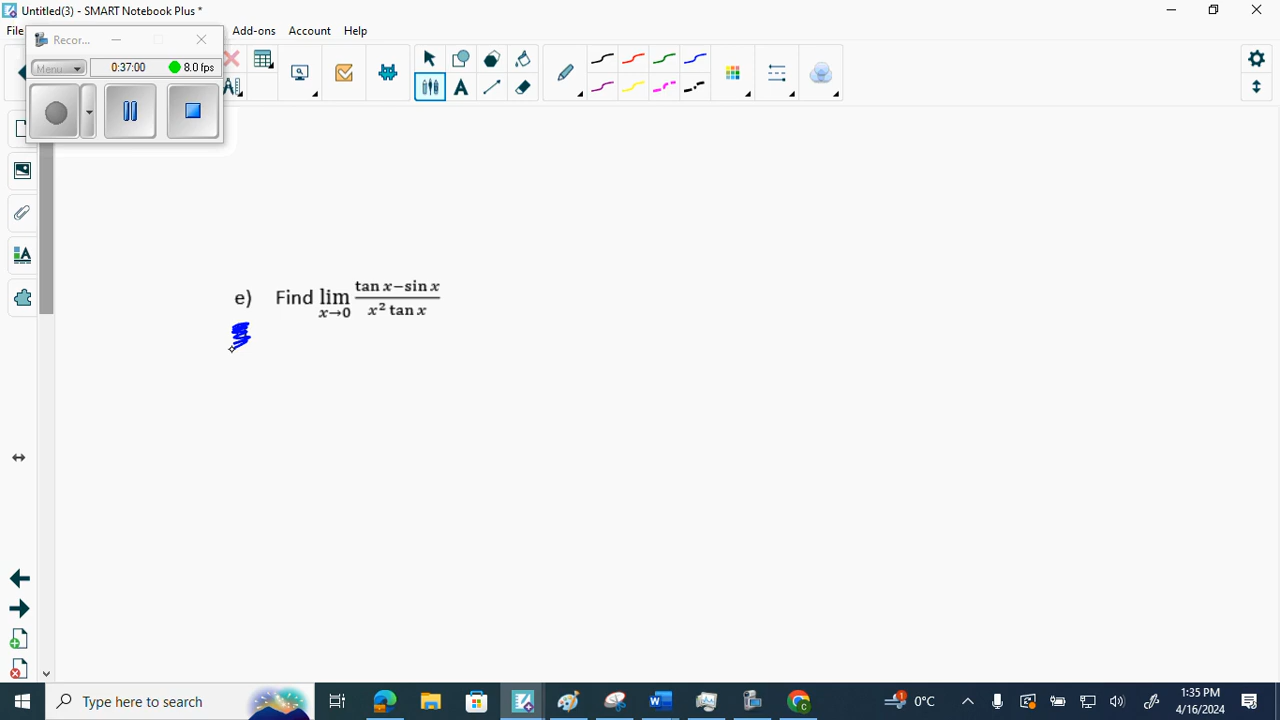 Untitled(3) - SMART Notebook Plus *
File
Add-ons Account Help
Recor...
Menu 0:37:00 8.0 fps
e) Find lim x→0 (tan x−sin x)/(x² tan x)
Type here to search
1
0°C
1:35 PM
4/16/2024